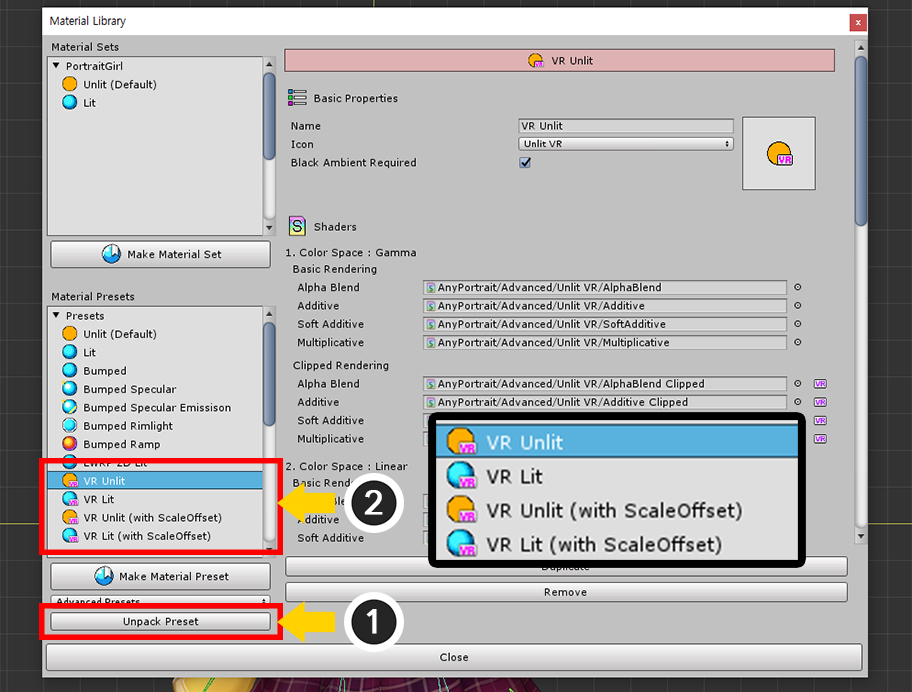 Material Library
x
Material Sets
PortraitGirl
Unlit (Default)
Lit
Make Material Set
Material Presets
Presets
Unlit (Default)
Lit
Bumped
Bumped Specular
Bumped Specular Emissison
Bumped Rimlight
Bumped Ramp
LWRP 2D Lit
VR Unlit
VR Lit
VR Unlit (with ScaleOffset)
VR Lit (with ScaleOffset)
2
Make Material Preset
Advanced Presets
Unpack Preset
1
VR Unlit
Basic Properties
Name
VR Unlit
Icon
Unlit VR
Black Ambient Required
VR
S Shaders
1. Color Space : Gamma
Basic Rendering
Alpha Blend
AnyPortrait/Advanced/Unlit VR/AlphaBlend
Additive
AnyPortrait/Advanced/Unlit VR/Additive
Soft Additive
AnyPortrait/Advanced/Unlit VR/SoftAdditive
Multiplicative
AnyPortrait/Advanced/Unlit VR/Multiplicative
Clipped Rendering
Alpha Blend
AnyPortrait/Advanced/Unlit VR/AlphaBlend Clipped
VR
Additive
AnyPortrait/Advanced/Unlit VR/Additive Clipped
VR
Soft Additive
VR
Multiplicative
VR
2. Color Space : Linear
Basic
Additive
Soft Additive
VR Unlit
VR Lit
VR Unlit (with ScaleOffset)
VR Lit (with ScaleOffset)
Duplicate
Remove
Close